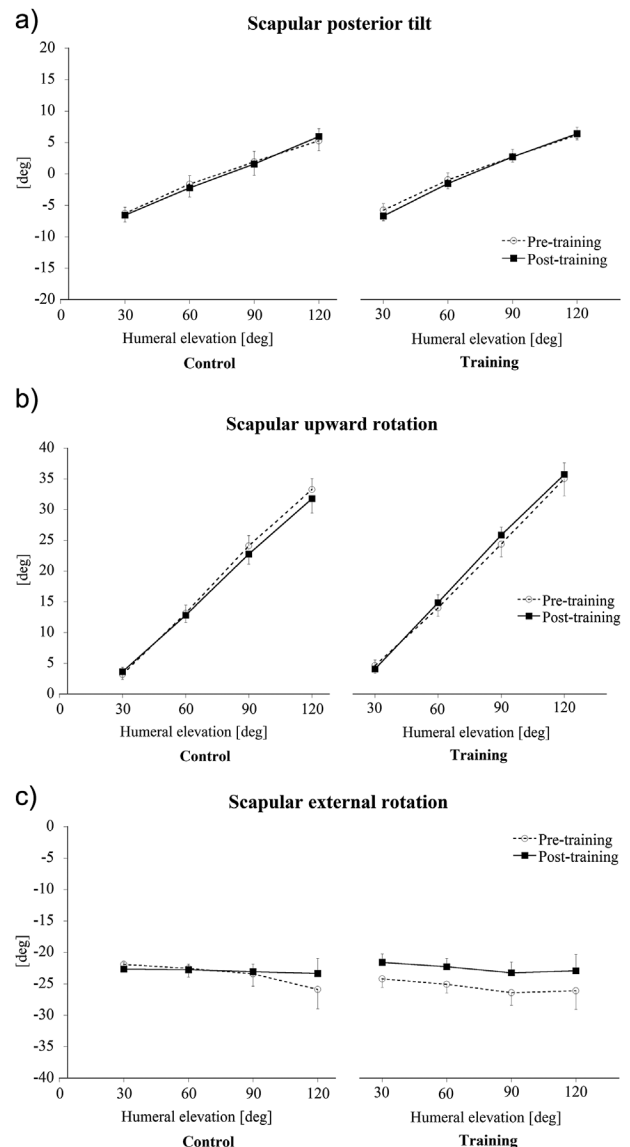 a)
Scapular posterior tilt
20
15
10
5
0
-5
-10
-15
-20
[deg]
Pre-training
Post-training
0 30 60 90 120 30 60 90 120
Humeral elevation [deg] Humeral elevation [deg]
Control Training
b)
Scapular upward rotation
40
35
30
25
20
15
10
5
0
[deg]
Pre-training
Post-training
0 30 60 90 120 30 60 90 120
Humeral elevation [deg] Humeral elevation [deg]
Control Training
c)
Scapular external rotation
0
-5
-10
-15
-20
-25
-30
-35
-40
[deg]
Pre-training
Post-training
0 30 60 90 120 30 60 90 120
Humeral elevation [deg] Humeral elevation [deg]
Control Training